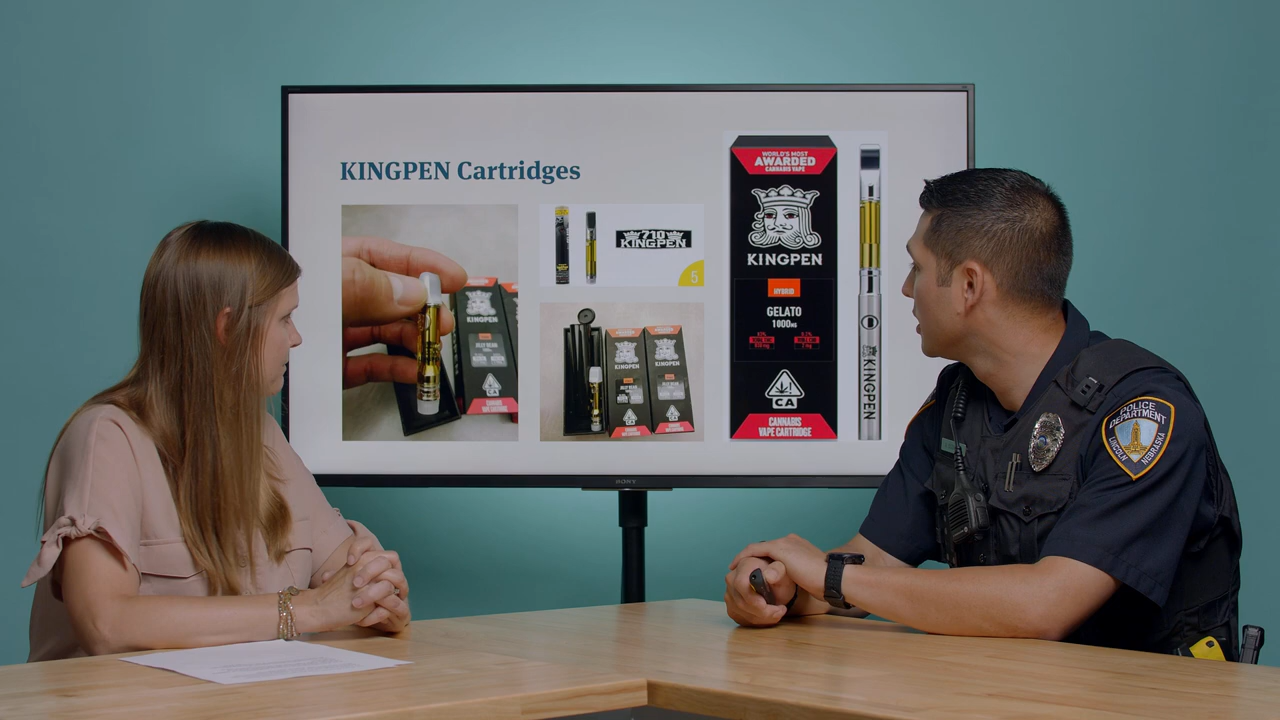 KINGPEN Cartridges
KINGPEN
710
KINGPEN
5
KINGPEN
KINGPEN
WORLD'S MOST
AWARDED
CANNABIS VAPE
KINGPEN
HYBRID
GELATO
1000MG
CA
CANNABIS
VAPE CARTRIDGE
KINGPEN
SONY
POLICE
DEPARTMENT
LINCOLN
NEBRASKA